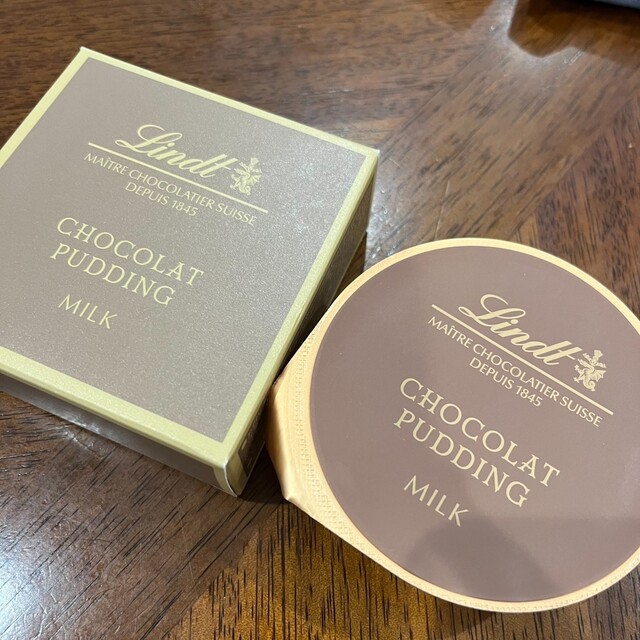 Lindt
MAÎTRE CHOCOLATIER SUISSE
DEPUIS 1845
CHOCOLAT
PUDDING
MILK
Lindt
MAÎTRE CHOCOLATIER SUISSE
DEPUIS 1845
CHOCOLAT
PUDDING
MILK